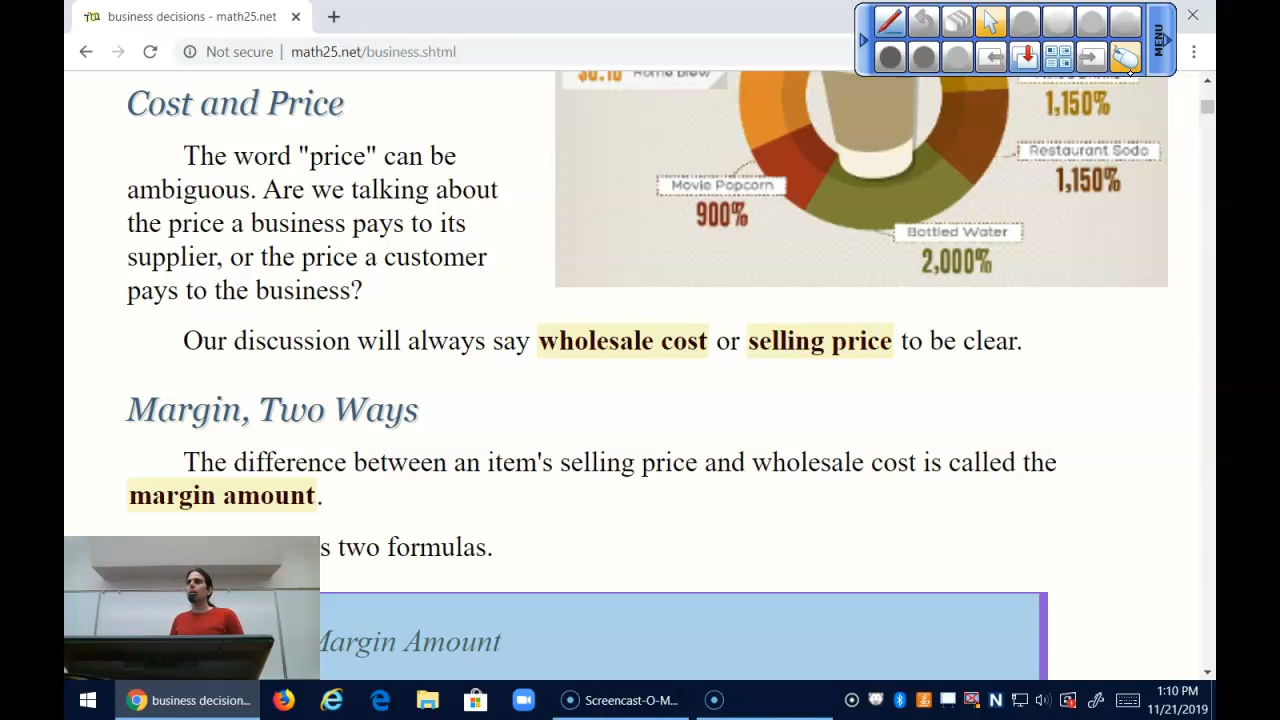 business decisions - math25.net
Not secure
math25.net/business.shtml
MENU
Cost and Price
$0.16 Home Brew
1,150%
The word "price" can be
ambiguous. Are we talking about
the price a business pays to its
supplier, or the price a customer
pays to the business?
Restaurant Soda
1,150%
Movie Popcorn
900%
Bottled Water
2,000%
Our discussion will always say wholesale cost or selling price to be clear.
Margin, Two Ways
The difference between an item's selling price and wholesale cost is called the
margin amount.
s two formulas.
Margin Amount
business decision...
Screencast-O-M...
1:10 PM
11/21/2019